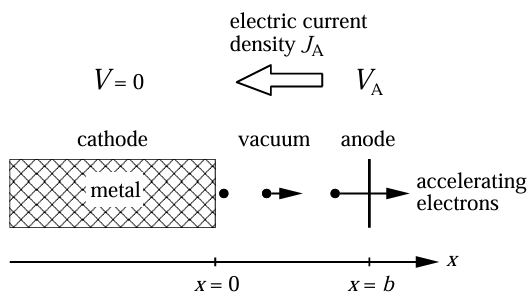 electric current
density J_A
V = 0
V_A
cathode
vacuum
anode
metal
accelerating
electrons
x
x = 0
x = b